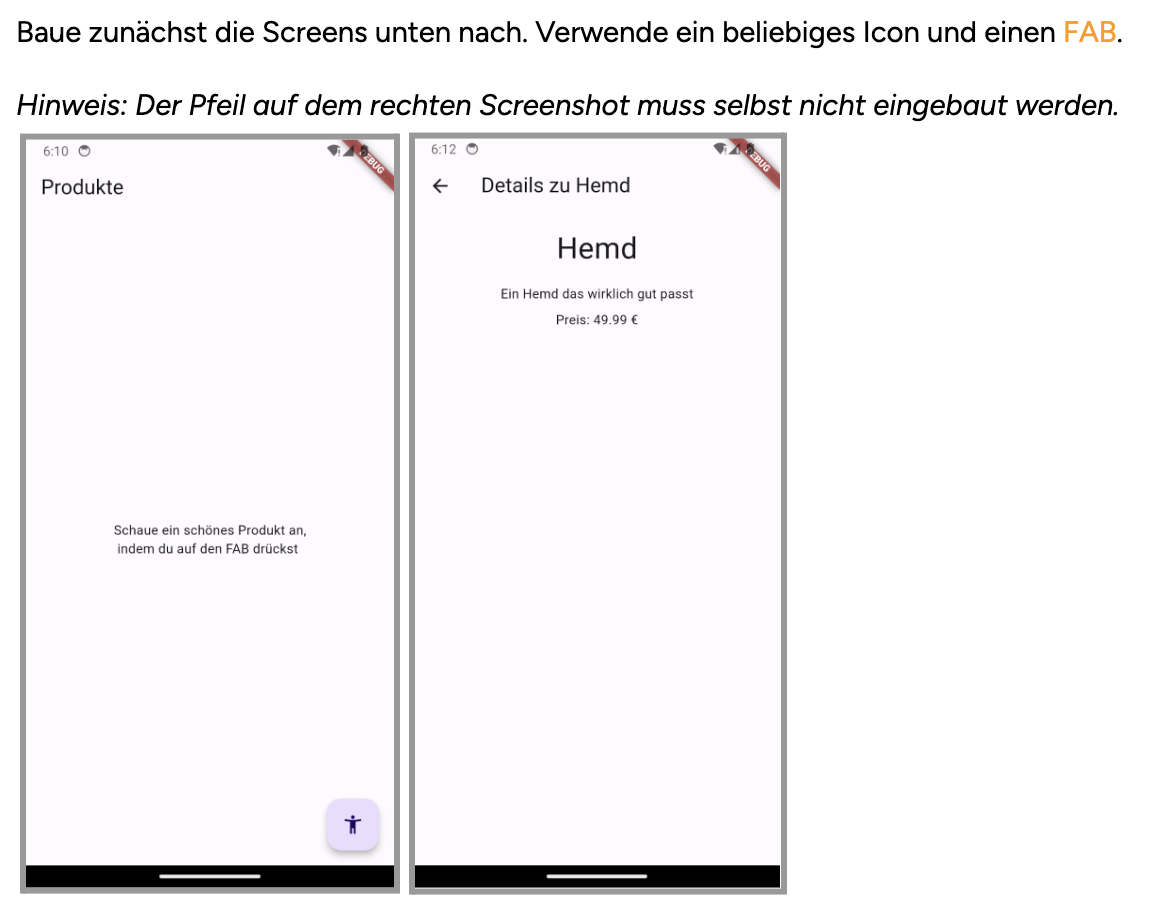 Baue zunächst die Screens unten nach. Verwende ein beliebiges Icon und einen FAB.
Hinweis: Der Pfeil auf dem rechten Screenshot muss selbst nicht eingebaut werden.
6:10
Produkte
Schaue ein schönes Produkt an,
indem du auf den FAB drückst
6:12
Details zu Hemd
Hemd
Ein Hemd das wirklich gut passt
Preis: 49.99 €